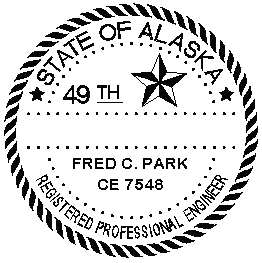 STATE OF ALASKA
49 TH
FRED C. PARK
CE 7548
REGISTERED PROFESSIONAL ENGINEER